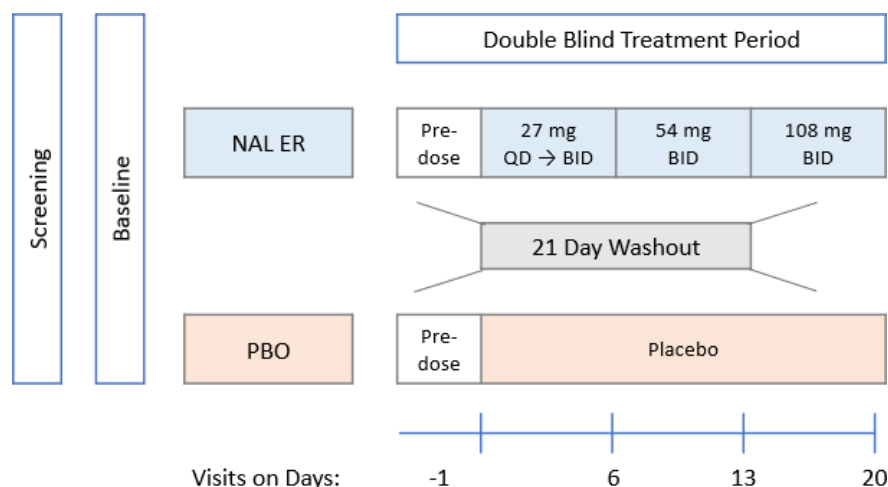 Screening
Baseline
Double Blind Treatment Period
NAL ER
Pre-
dose
27 mg
QD → BID
54 mg
BID
108 mg
BID
21 Day Washout
PBO
Pre-
dose
Placebo
Visits on Days:
-1
6
13
20